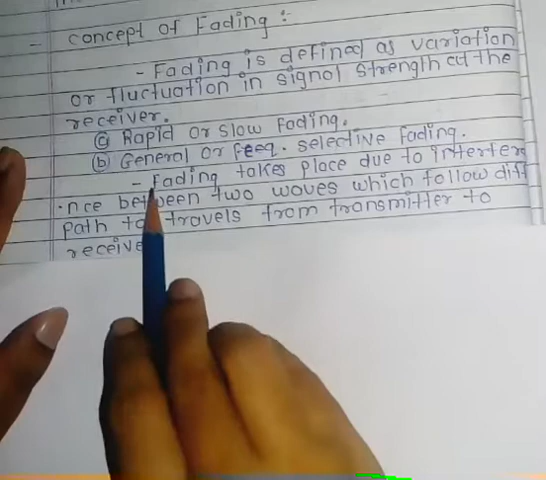 - concept of Fading :
- Fading is defined as variation
or fluctuation in signal strength at the
receiver.
(a) Rapid or slow fading.
(b) General or freq. selective fading.
- Fading takes place due to interfere
nce between two waves which follow diff
path to travels from transmitter to
receive